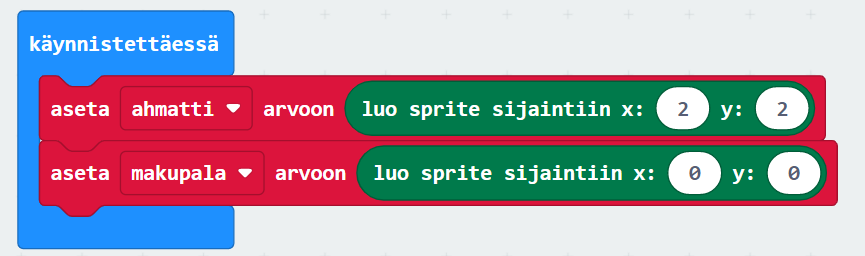 käynnistettäessä
aseta ahmatti arvoon luo sprite sijaintiin x: 2 y: 2
aseta makupala arvoon luo sprite sijaintiin x: 0 y: 0